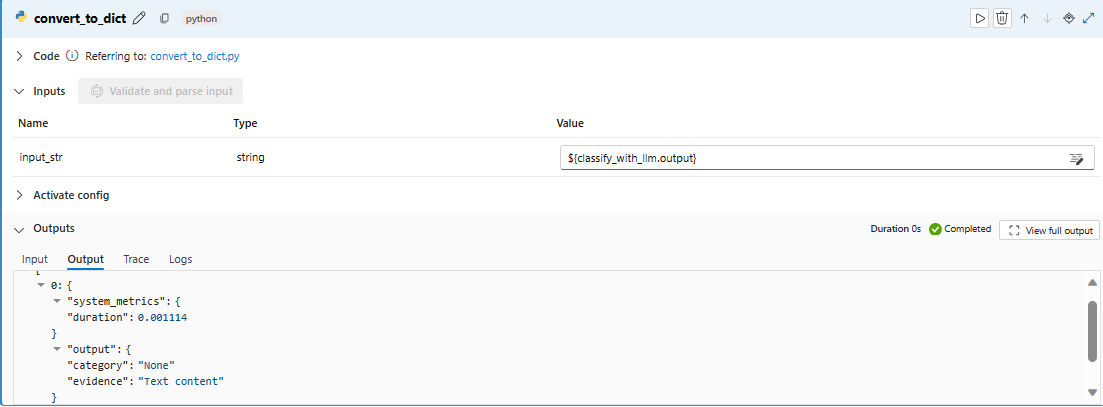 convert_to_dict python
Code Referring to: convert_to_dict.py
Inputs Validate and parse input
Name Type Value
input_str string ${classify_with_llm.output}
Activate config
Outputs Duration 0s Completed View full output
Input Output Trace Logs
[
0: {
"system_metrics": {
"duration": 0.001114
}
"output": {
"category": "None"
"evidence": "Text content"
}